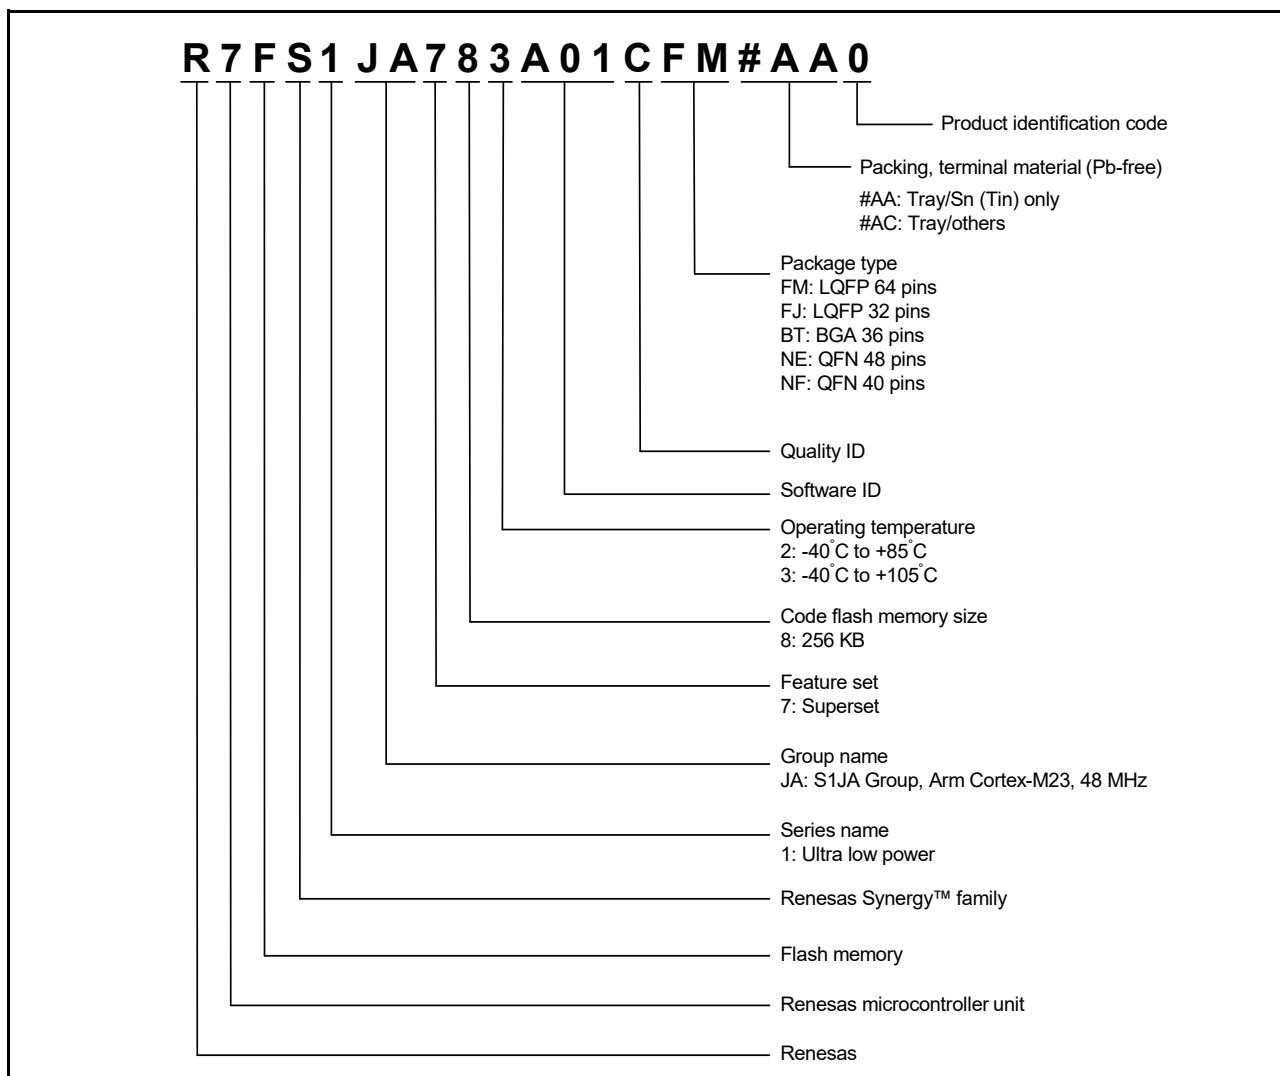 R 7 F S 1 J A 7 8 3 A 0 1 C F M # A A 0
Product identification code
Packing, terminal material (Pb-free)
#AA: Tray/Sn (Tin) only
#AC: Tray/others
Package type
FM: LQFP 64 pins
FJ: LQFP 32 pins
BT: BGA 36 pins
NE: QFN 48 pins
NF: QFN 40 pins
Quality ID
Software ID
Operating temperature
2: -40°C to +85°C
3: -40°C to +105°C
Code flash memory size
8: 256 KB
Feature set
7: Superset
Group name
JA: S1JA Group, Arm Cortex-M23, 48 MHz
Series name
1: Ultra low power
Renesas Synergy™ family
Flash memory
Renesas microcontroller unit
Renesas